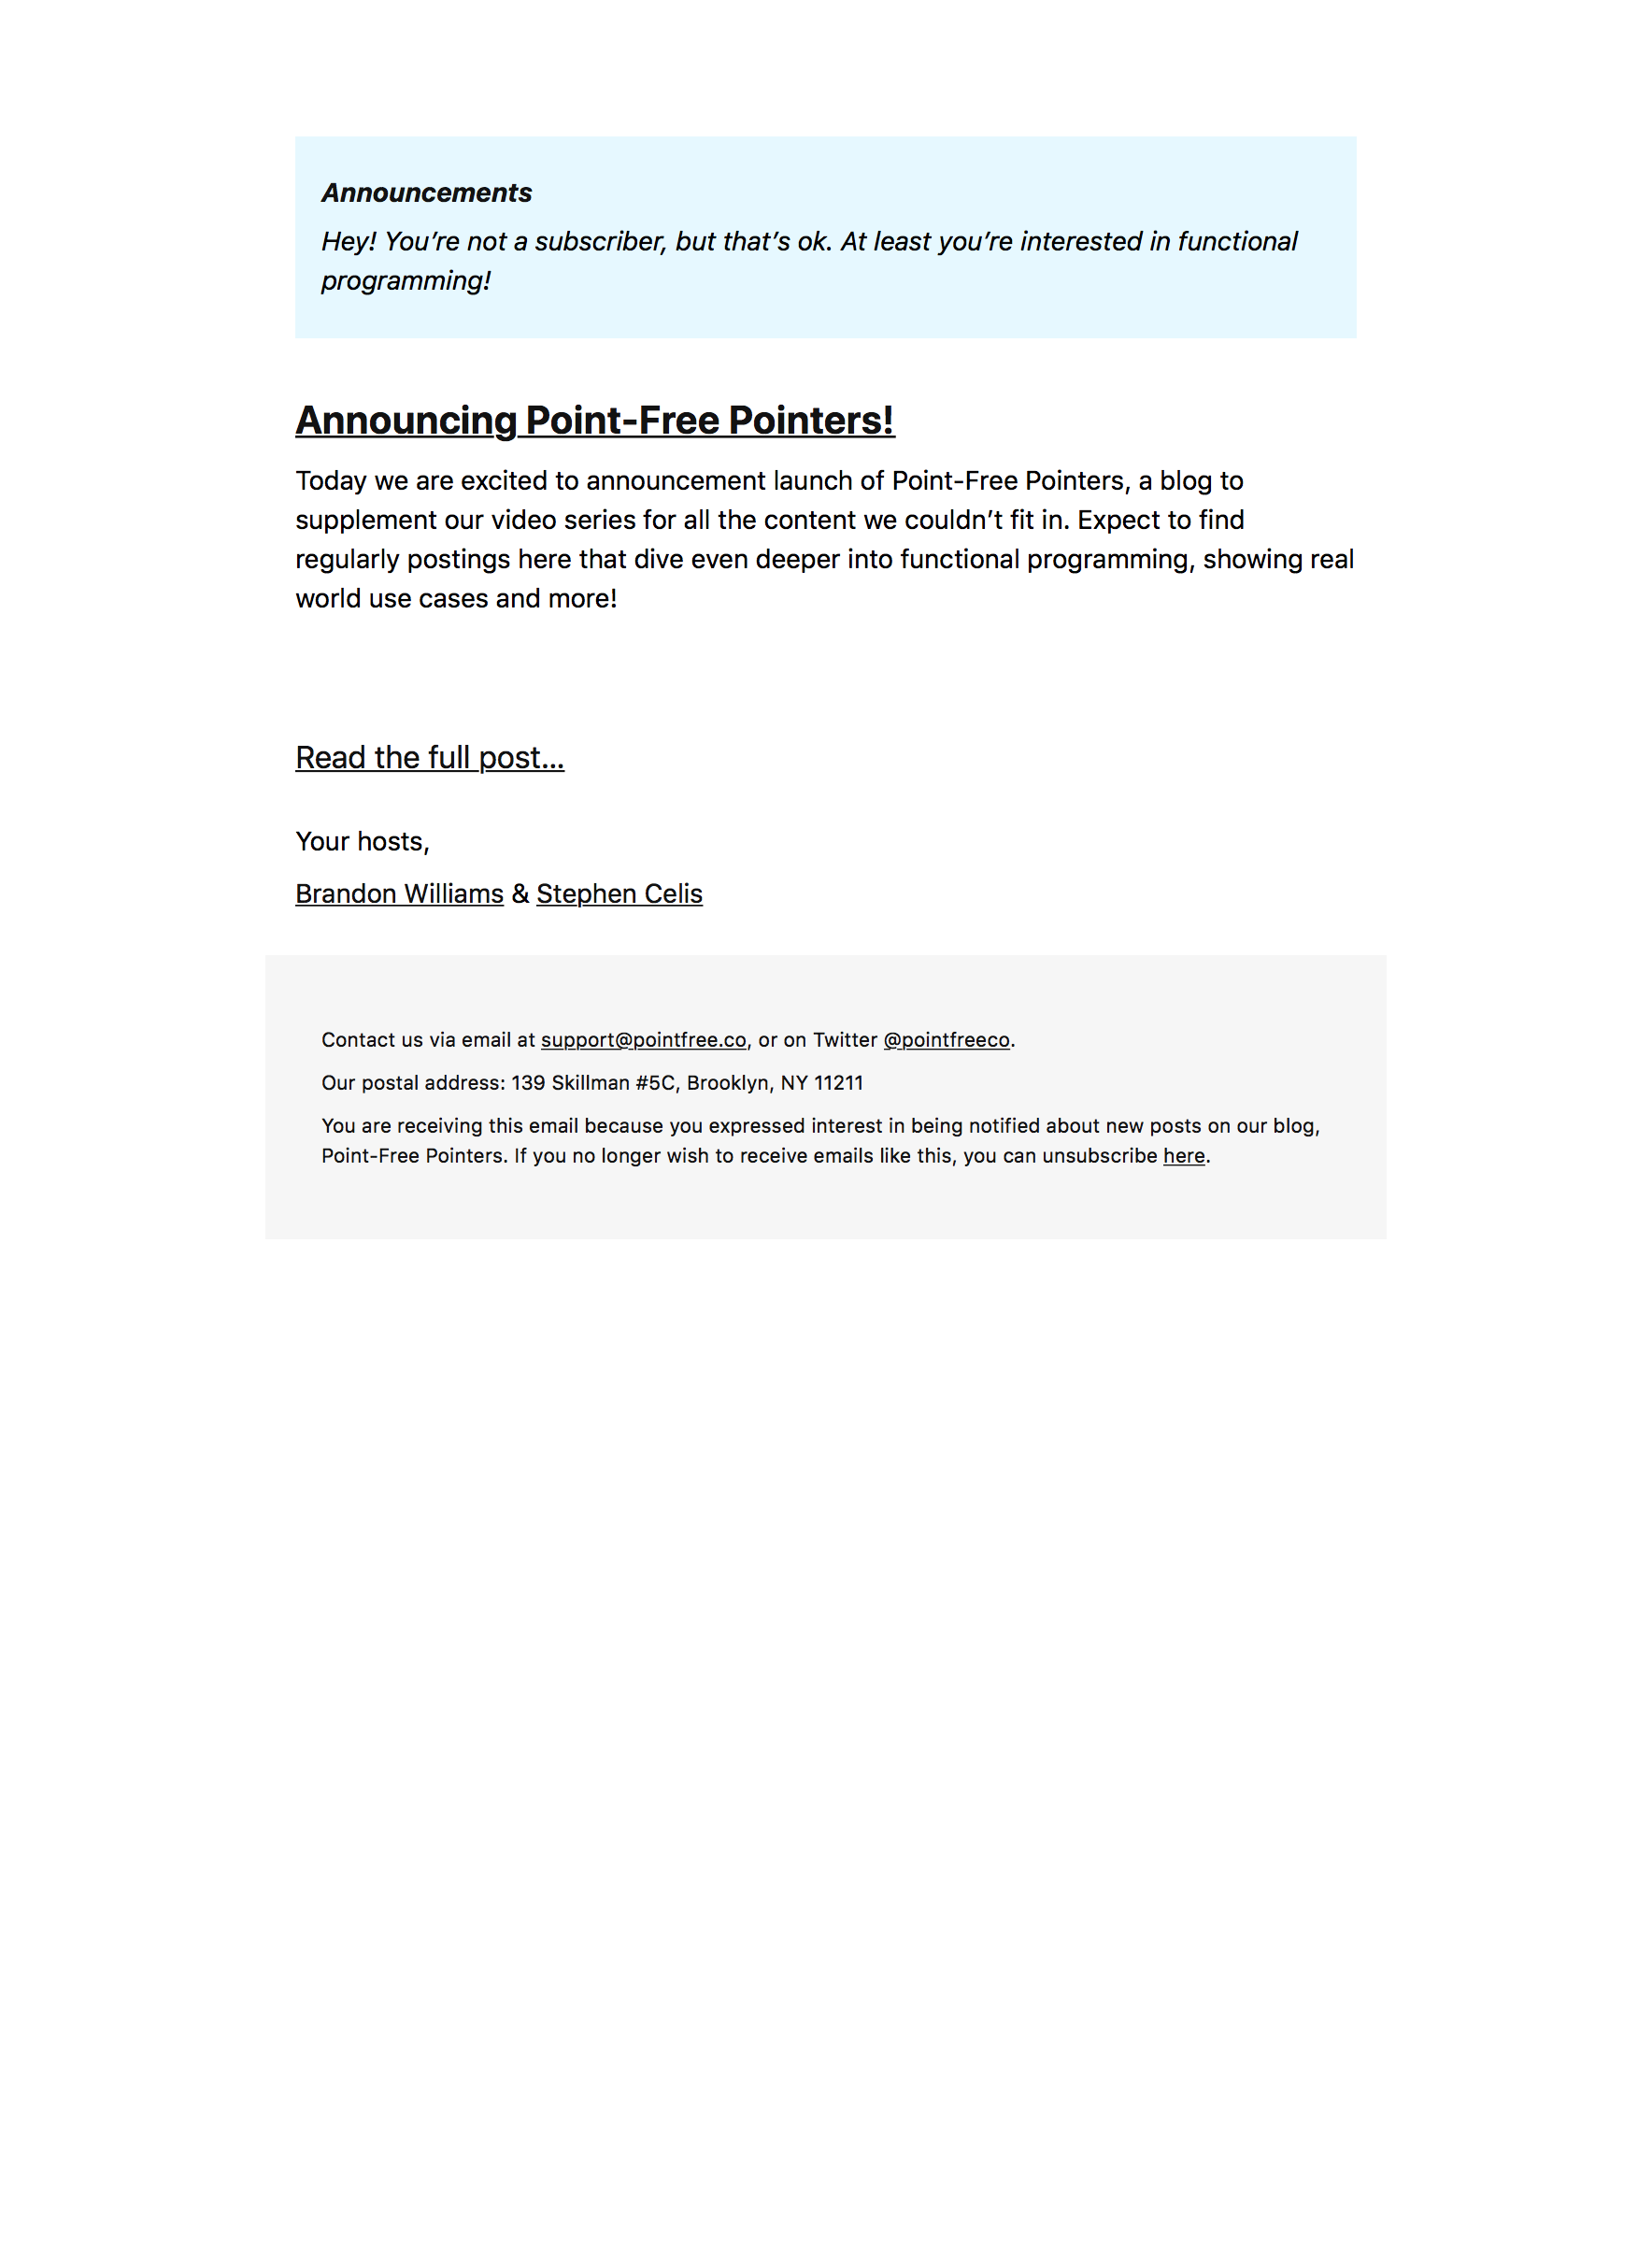 Announcements
Hey! You’re not a subscriber, but that’s ok. At least you’re interested in functional
programming!
Announcing Point-Free Pointers!
Today we are excited to announcement launch of Point-Free Pointers, a blog to
supplement our video series for all the content we couldn’t fit in. Expect to find
regularly postings here that dive even deeper into functional programming, showing real
world use cases and more!
Read the full post…
Your hosts,
Brandon Williams & Stephen Celis
Contact us via email at support@pointfree.co, or on Twitter @pointfreeco.
Our postal address: 139 Skillman #5C, Brooklyn, NY 11211
You are receiving this email because you expressed interest in being notified about new posts on our blog,
Point-Free Pointers. If you no longer wish to receive emails like this, you can unsubscribe here.